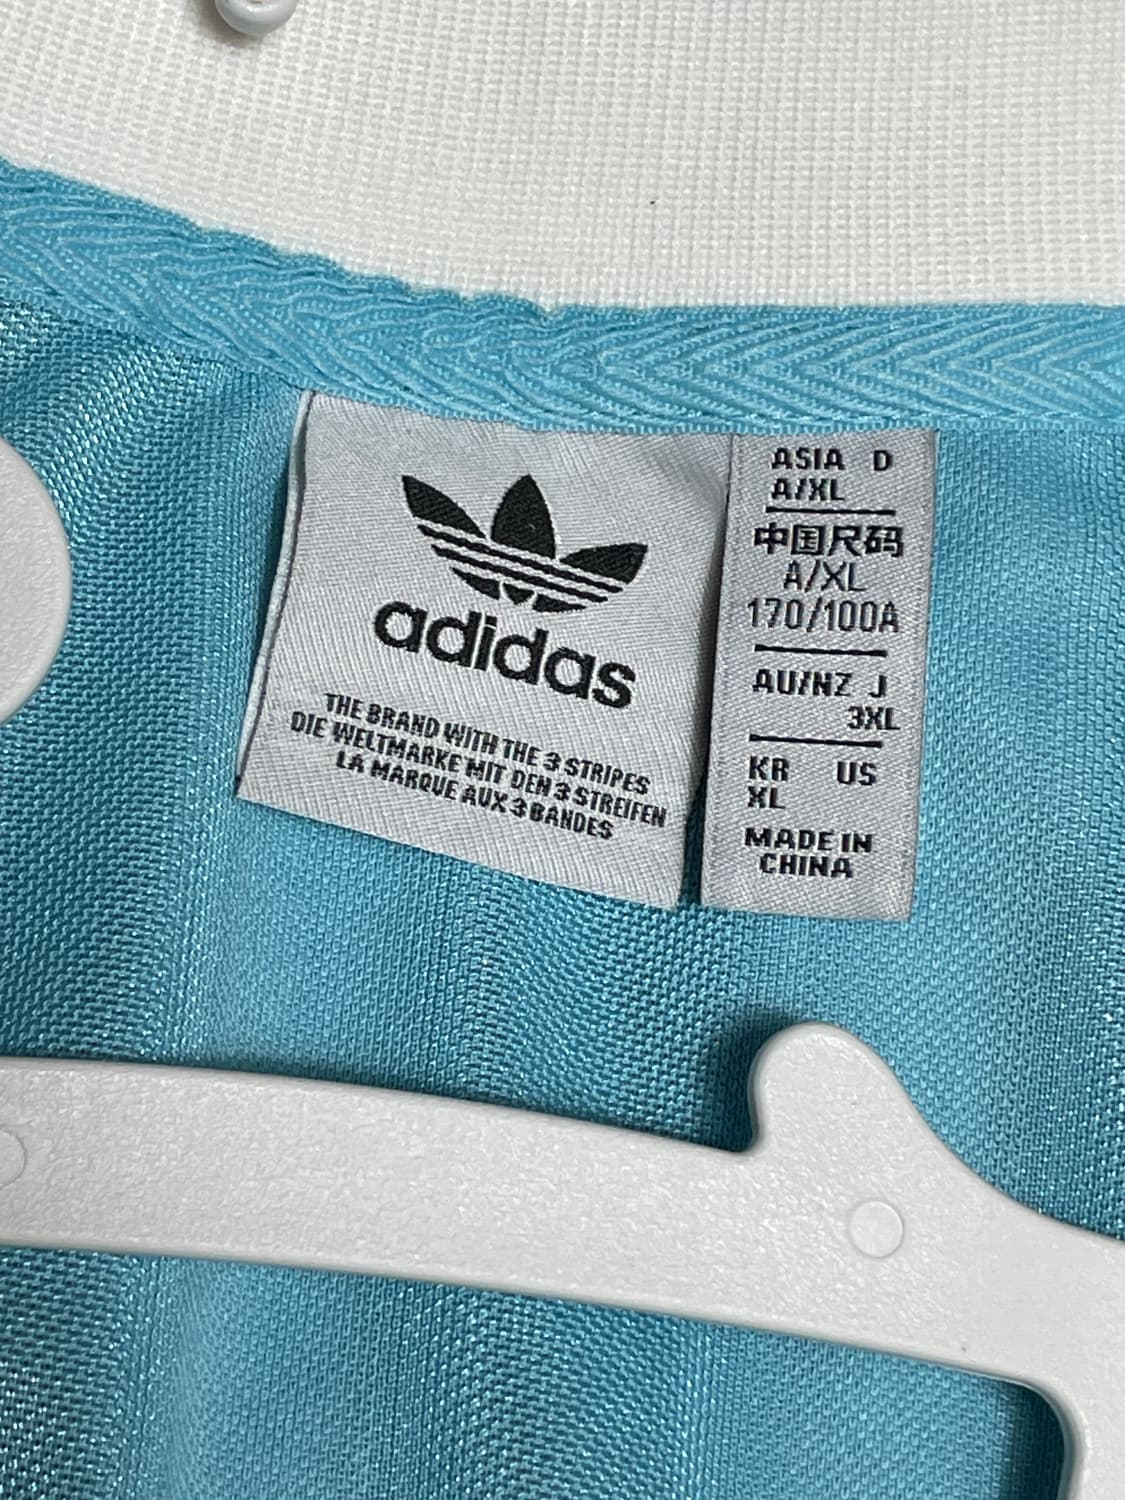 adidas
THE BRAND WITH THE 3 STRIPES
DIE WELTMARKE MIT DEN 3 STREIFEN
LA MARQUE AUX 3 BANDES
ASIA D
A/XL
中国尺码
A/XL
170/100A
AU/NZ J
3XL
KR US
XL
MADE IN
CHINA